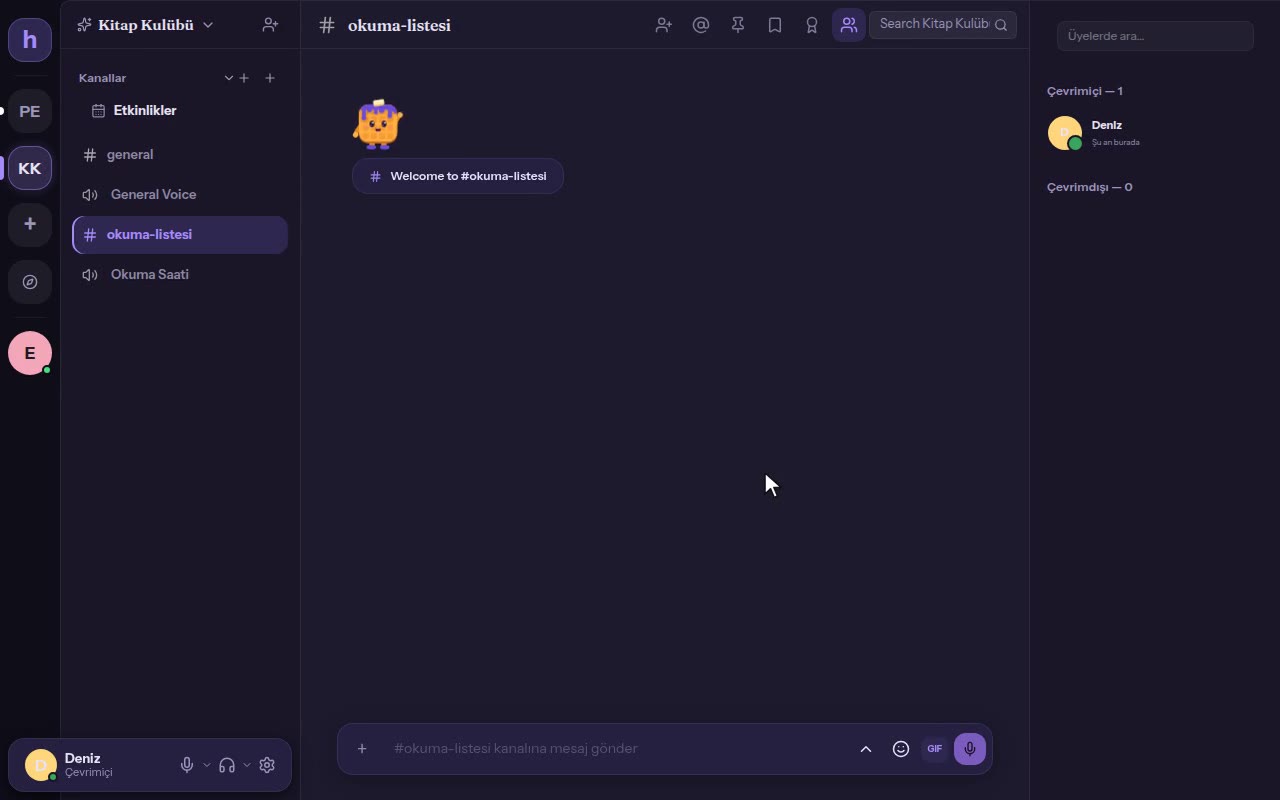 h
PE
KK
E
Kitap Kulübü
Kanallar
Etkinlikler
general
General Voice
okuma-listesi
Okuma Saati
Deniz
Çevrimiçi
D
okuma-listesi
Search Kitap Kulüb
Welcome to #okuma-listesi
#okuma-listesi kanalına mesaj gönder
GIF
Üyelerde ara...
Çevrimiçi — 1
D
Deniz
Şu an burada
Çevrimdışı — 0